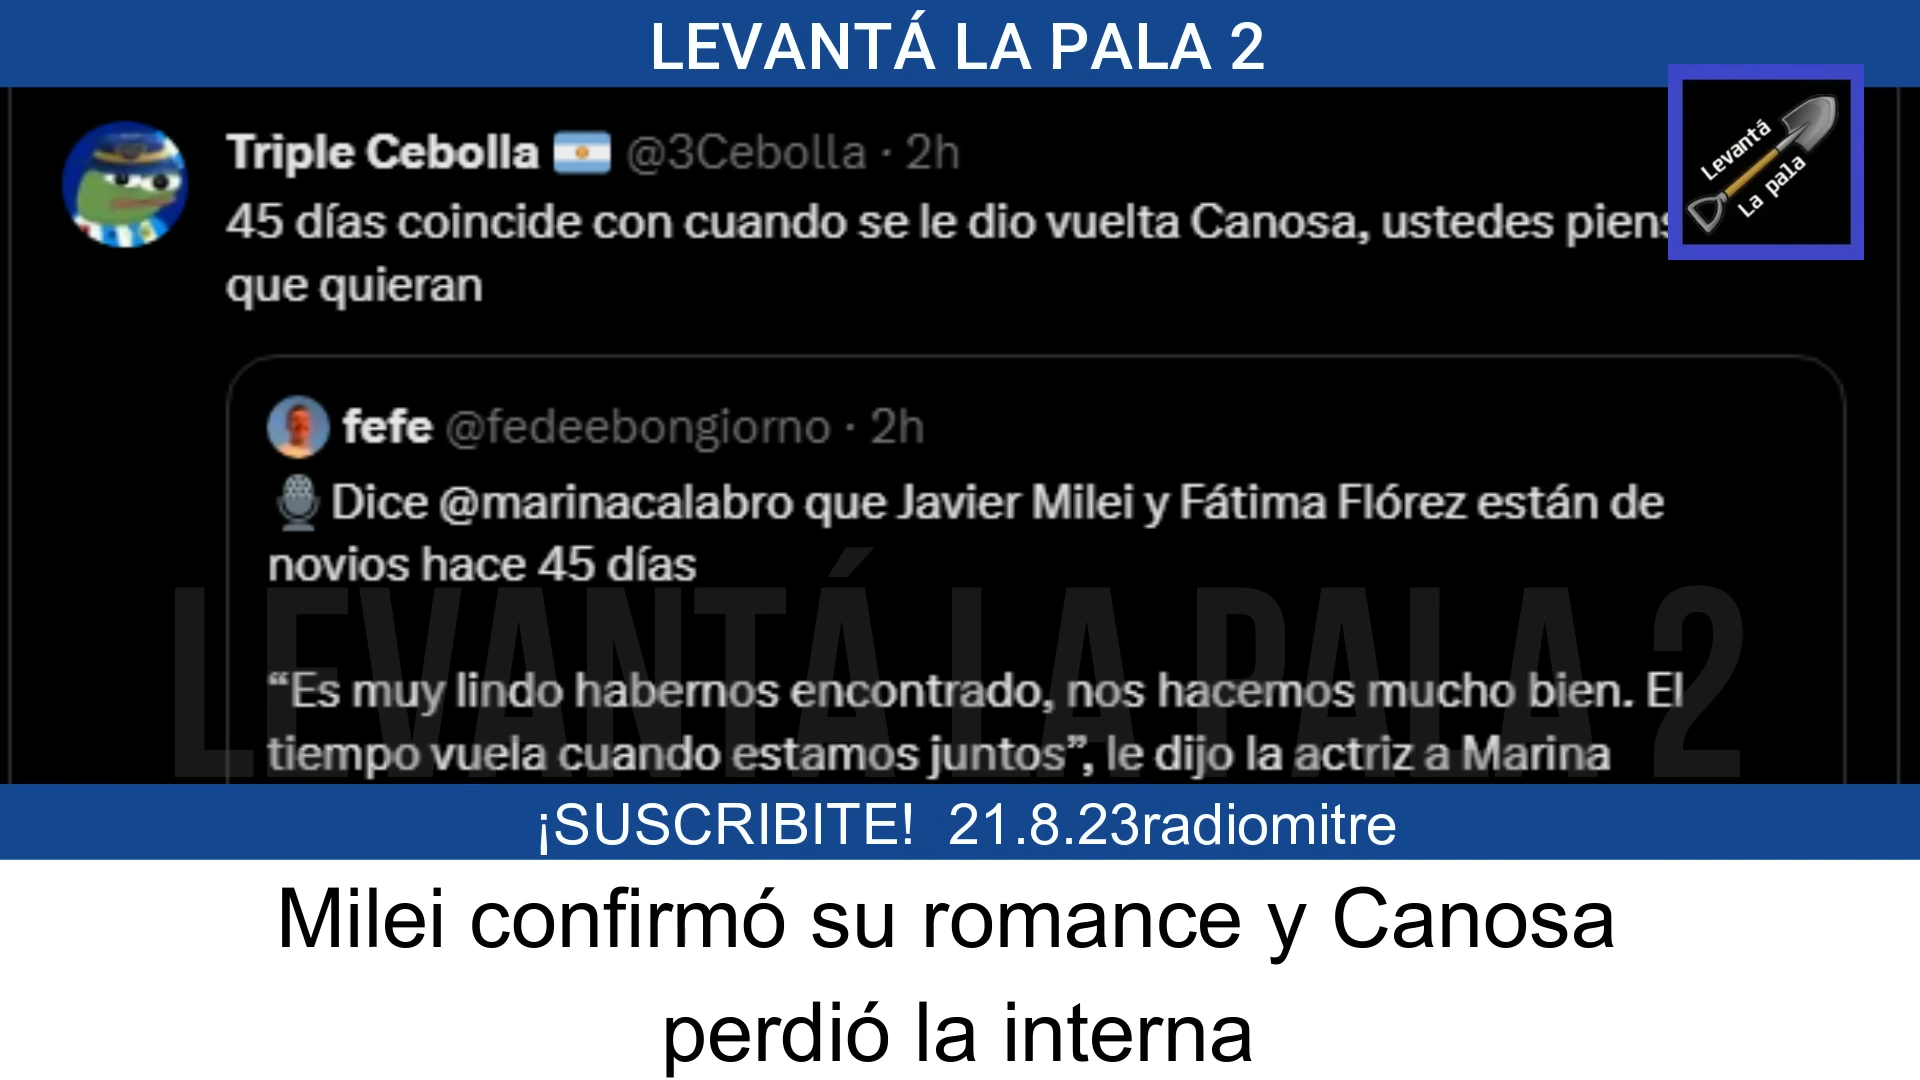 LEVANTÁ LA PALA 2
Levantá
La pala
Triple Cebolla @3Cebolla · 2h
45 días coincide con cuando se le dio vuelta Canosa, ustedes
que quieran
fefe @fedeebongiorno · 2h
Dice @marinacalabro que Javier Milei y Fátima Flórez están de
novios hace 45 días
LEVANTÁ LA PALA 2
“Es muy lindo habernos encontrado, nos hacemos mucho bien. El
tiempo vuela cuando estamos juntos”, le dijo la actriz a Marina
¡SUSCRIBITE! 21.8.23radiomitre
Milei confirmó su romance y Canosa
perdió la interna